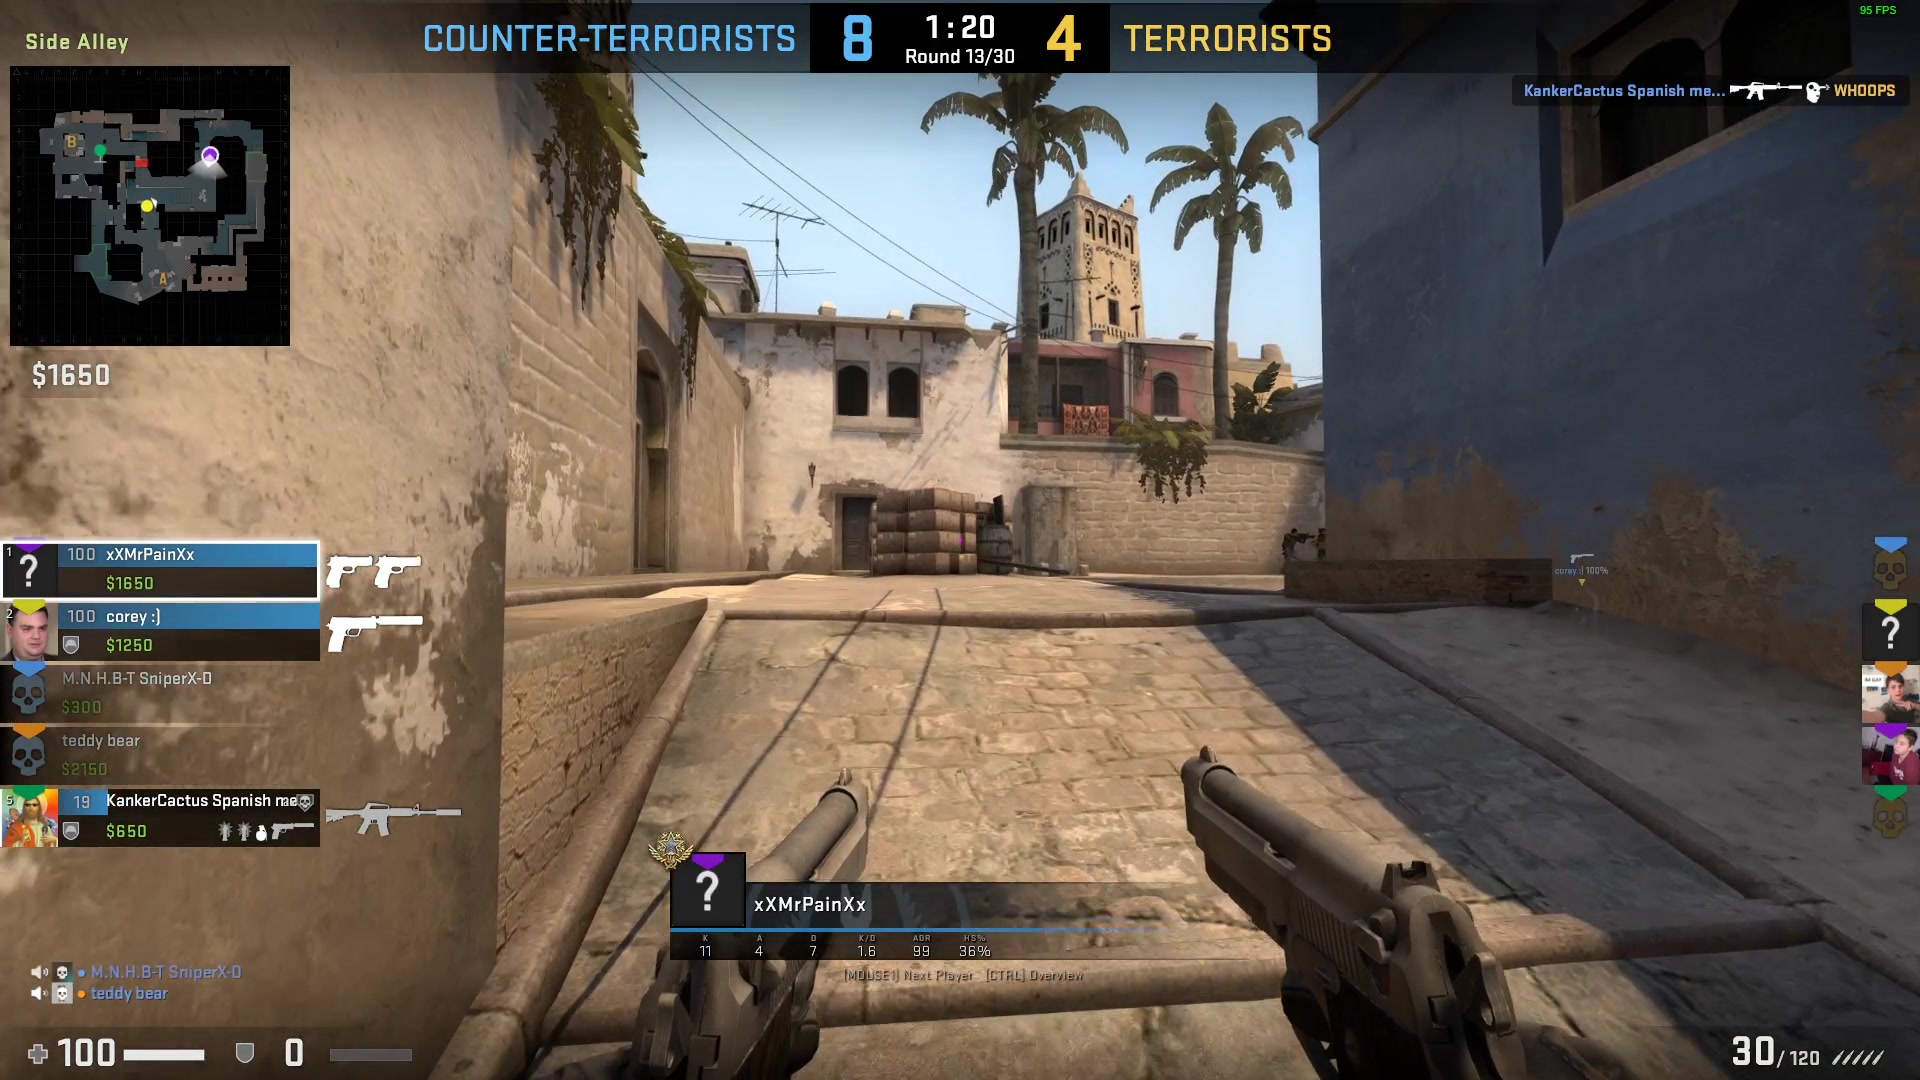 95 FPS
Side Alley
COUNTER-TERRORISTS
8
1:20
Round 13/30
4
TERRORISTS
KankerCactus Spanish me... WHOOPS
B
A
$1650
1
?
100 xXMrPainXx
$1650
2
100 corey :)
$1250
M.N.H.B-T SniperX-D
$300
teddy bear
$2150
5
19 KankerCactus Spanish me
$650
corey :) 100%
?
?
xXMrPainXx
K A D K/D ADR HS%
11 4 7 1.6 99 36%
[MOUSE1] Next Player [CTRL] Overview
M.N.H.B-T SniperX-D
teddy bear
100
0
30 / 120